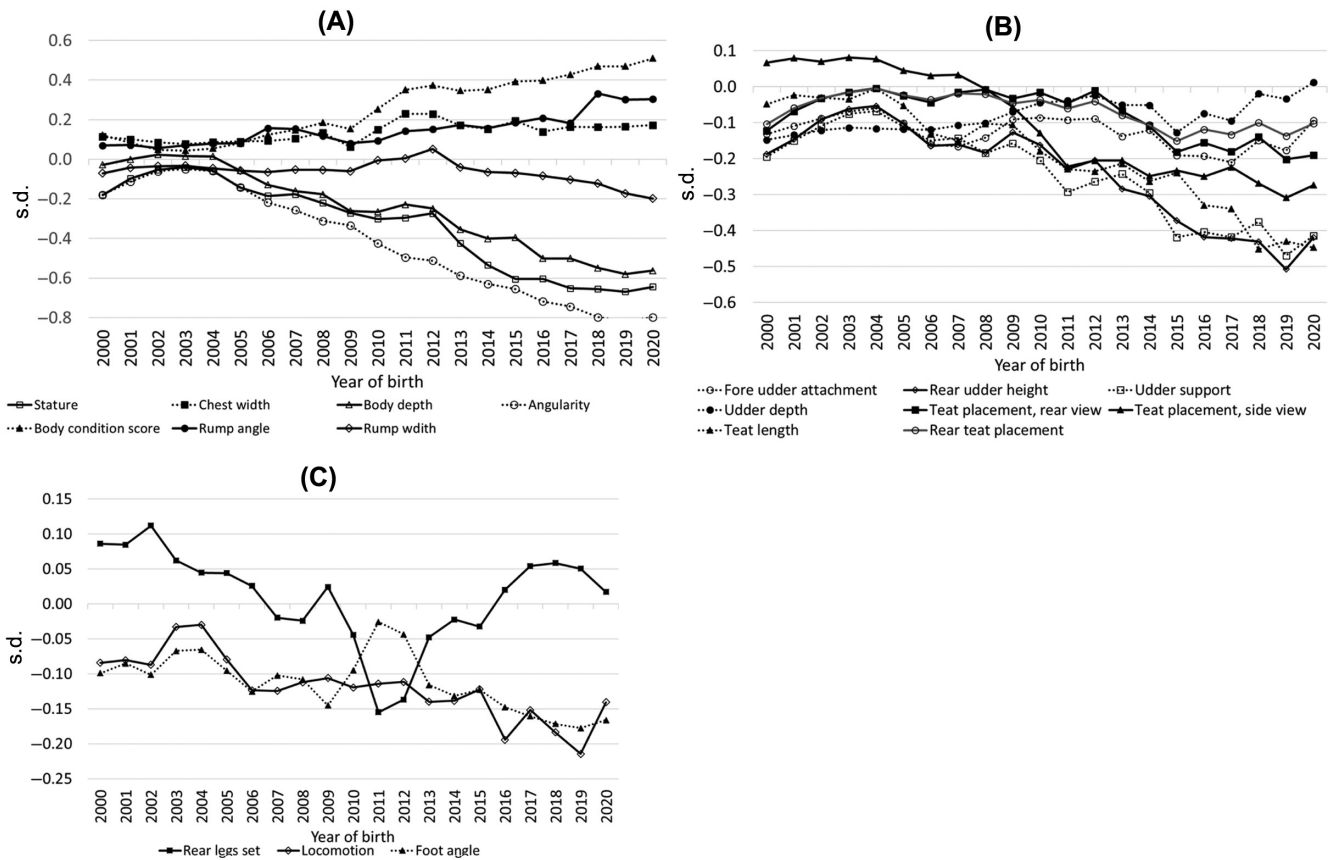 (A)
0.6
0.4
0.2
0.0
−0.2
−0.4
−0.6
−0.8
s.d.
2000 2001 2002 2003 2004 2005 2006 2007 2008 2009 2010 2011 2012 2013 2014 2015 2016 2017 2018 2019 2020
Year of birth
Stature Chest width Body depth Angularity
Body condition score Rump angle Rump wdith
(B)
0.1
0.0
−0.1
−0.2
−0.3
−0.4
−0.5
−0.6
s.d.
2000 2001 2002 2003 2004 2005 2006 2007 2008 2009 2010 2011 2012 2013 2014 2015 2016 2017 2018 2019 2020
Year of birth
Fore udder attachment Rear udder height Udder support
Udder depth Teat placement, rear view Teat placement, side view
Teat length Rear teat placement
(C)
0.15
0.10
0.05
0.00
−0.05
−0.10
−0.15
−0.20
−0.25
s.d.
2000 2001 2002 2003 2004 2005 2006 2007 2008 2009 2010 2011 2012 2013 2014 2015 2016 2017 2018 2019 2020
Year of birth
Rear legs set Locomotion Foot angle